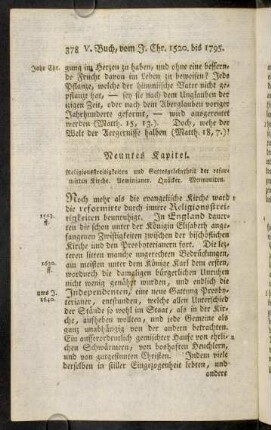 378 V. Buch, vom J. Chr. 1520. bis 1795.
Jahr Chr.
gung im Herzen zu haben, und ohne eine bessern-
de Frucht davon im Leben zu beweisen? Jede
Pflanze, welche der himmlische Vater nicht ge-
pflanzt hat, — sey sie nach dem Unglauben der
jetzigen Zeit, oder nach dem Aberglauben voriger
Jahrhunderte geformt, — wird ausgereutet
werden (Matth. 15, 13.). Doch, wehe der
Welt der Aergernisse halben (Matth. 18, 7.)!
Neuntes Kapitel.
Religionsstreitigkeiten und Gottesgelehrtheit der refor-
mirten Kirche. Arminianer. Quäcker. Mennoniten.
Noch mehr als die evangelische Kirche ward
die reformirte durch innre Religionsstrei-
tigkeiten beunruhigt. In England dauer-
ten die schon unter der Königin Elisabeth ange-
fangenen Zwistigkeiten zwischen der bischöflichen
Kirche und den Presbyterianern fort. Die letz-
teren litten manche ungerechten Bedrückungen,
am meisten unter dem König Karl dem ersten,
wordurch die damaligen bürgerlichen Unruhen
nicht wenig genährt wurden, und endlich die
Independenten, eine neue Gattung Presby-
terianer, entstunden, welche allen Unterschied
der Stände so wohl im Staat, als in der Kir-
che, aufheben wollten, und jede Gemeine als
ganz unabhängig von der andern betrachten.
Ein ausserordentlich gemischter Haufe von ehrli-
chen Schwärmern, von boshaften Heuchlern,
und von gutgesinnten Christen. Indem viele
derselben in stiller Eingezogenheit lebten, und
andere
ff.
ff.
ums J.
1640.